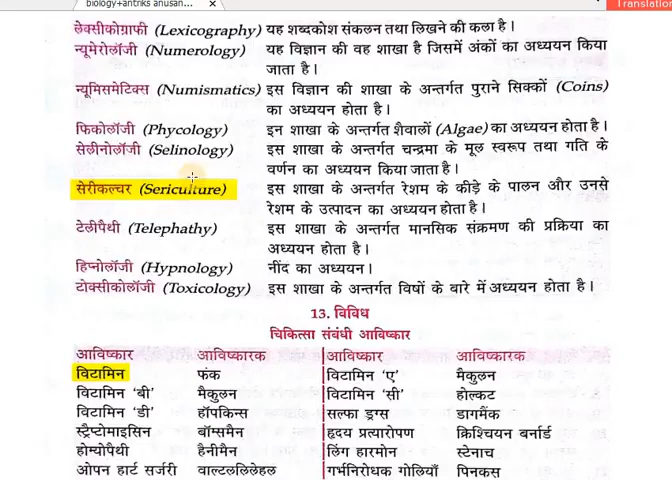 biology+antriks anusan...
Translation
लेक्सीकोग्राफी (Lexicography) यह शब्दकोश संकलन तथा लिखने की कला है।
न्यूमेरोलॉजी (Numerology) यह विज्ञान की वह शाखा है जिसमें अंकों का अध्ययन किया
जाता है।
न्यूमिसमेटिक्स (Numismatics) इस विज्ञान की शाखा के अन्तर्गत पुराने सिक्कों (Coins)
का अध्ययन होता है।
फिकोलॉजी (Phycology) इन शाखा के अन्तर्गत शैवालों (Algae) का अध्ययन होता है।
सेलीनोलॉजी (Selinology) इस शाखा के अन्तर्गत चन्द्रमा के मूल स्वरूप तथा गति के
वर्णन का अध्ययन किया जाता है।
सेरीकल्चर (Sericulture) इस शाखा के अन्तर्गत रेशम के कीड़े के पालन और उनसे
रेशम के उत्पादन का अध्ययन होता है।
टेलीपैथी (Telephathy) इस शाखा के अन्तर्गत मानसिक संक्रमण की प्रक्रिया का
अध्ययन होता है।
हिप्नोलॉजी (Hypnology) नींद का अध्ययन।
टोक्सीकोलॉजी (Toxicology) इस शाखा के अन्तर्गत विषों के बारे में अध्ययन होता है।
13. विविध
चिकित्सा संबंधी आविष्कार
आविष्कार आविष्कारक आविष्कार आविष्कारक
विटामिन फंक विटामिन ‘ए’ मैकुलन
विटामिन ‘बी’ मैकुलन विटामिन ‘सी’ होल्कट
विटामिन ‘डी’ हॉपकिन्स सल्फा ड्रग्स डागमैंक
स्ट्रैप्टोमाइसिन बॉग्समैन हृदय प्रत्यारोपण क्रिश्चियन बर्नार्ड
होम्योपैथी हैनीमैन लिंग हारमोन स्टेनाच
ओपन हार्ट सर्जरी वाल्टललिलेहल गर्भनिरोधक गोलियाँ पिनकस